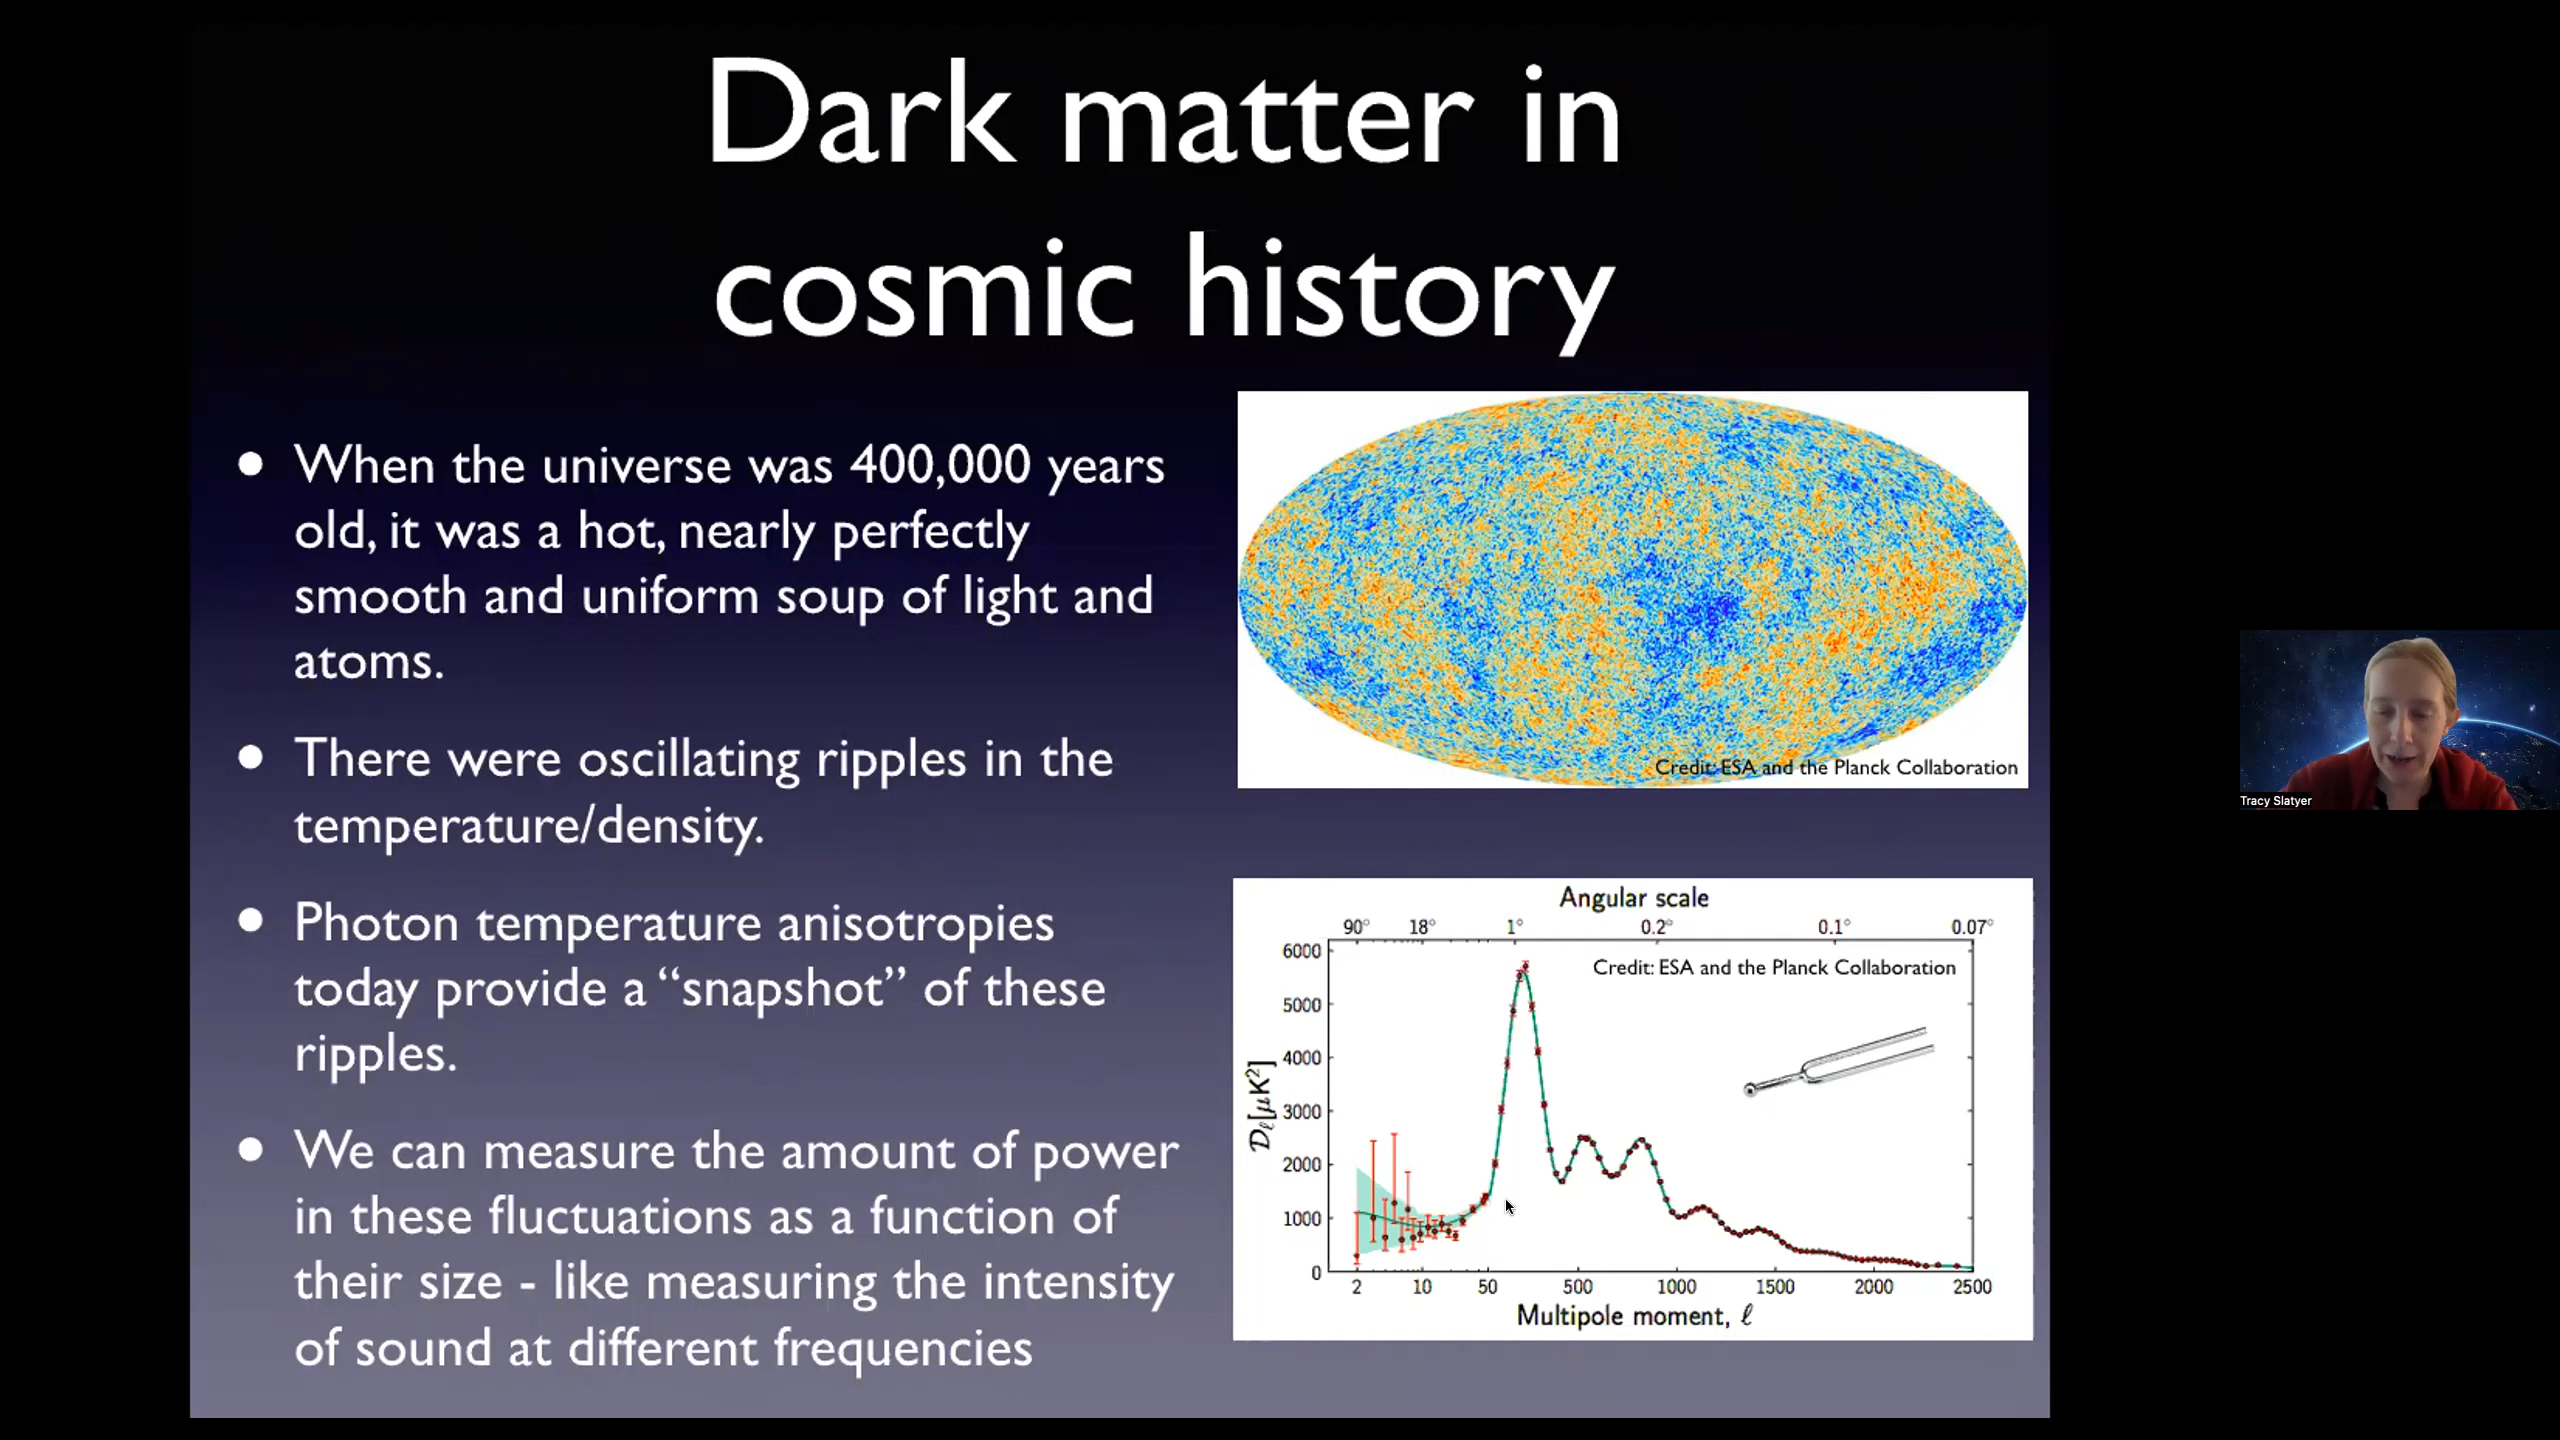 Dark matter in
cosmic history
• When the universe was 400,000 years
old, it was a hot, nearly perfectly
smooth and uniform soup of light and
atoms.
• There were oscillating ripples in the
temperature/density.
• Photon temperature anisotropies
today provide a “snapshot” of these
ripples.
• We can measure the amount of power
in these fluctuations as a function of
their size - like measuring the intensity
of sound at different frequencies
Credit: ESA and the Planck Collaboration
Angular scale
90° 18° 1° 0.2° 0.1° 0.07°
Credit: ESA and the Planck Collaboration
6000
5000
4000
3000
2000
1000
0
𝒟ℓ[μK²]
2 10 50 500 1000 1500 2000 2500
Multipole moment, ℓ
Tracy Slatyer